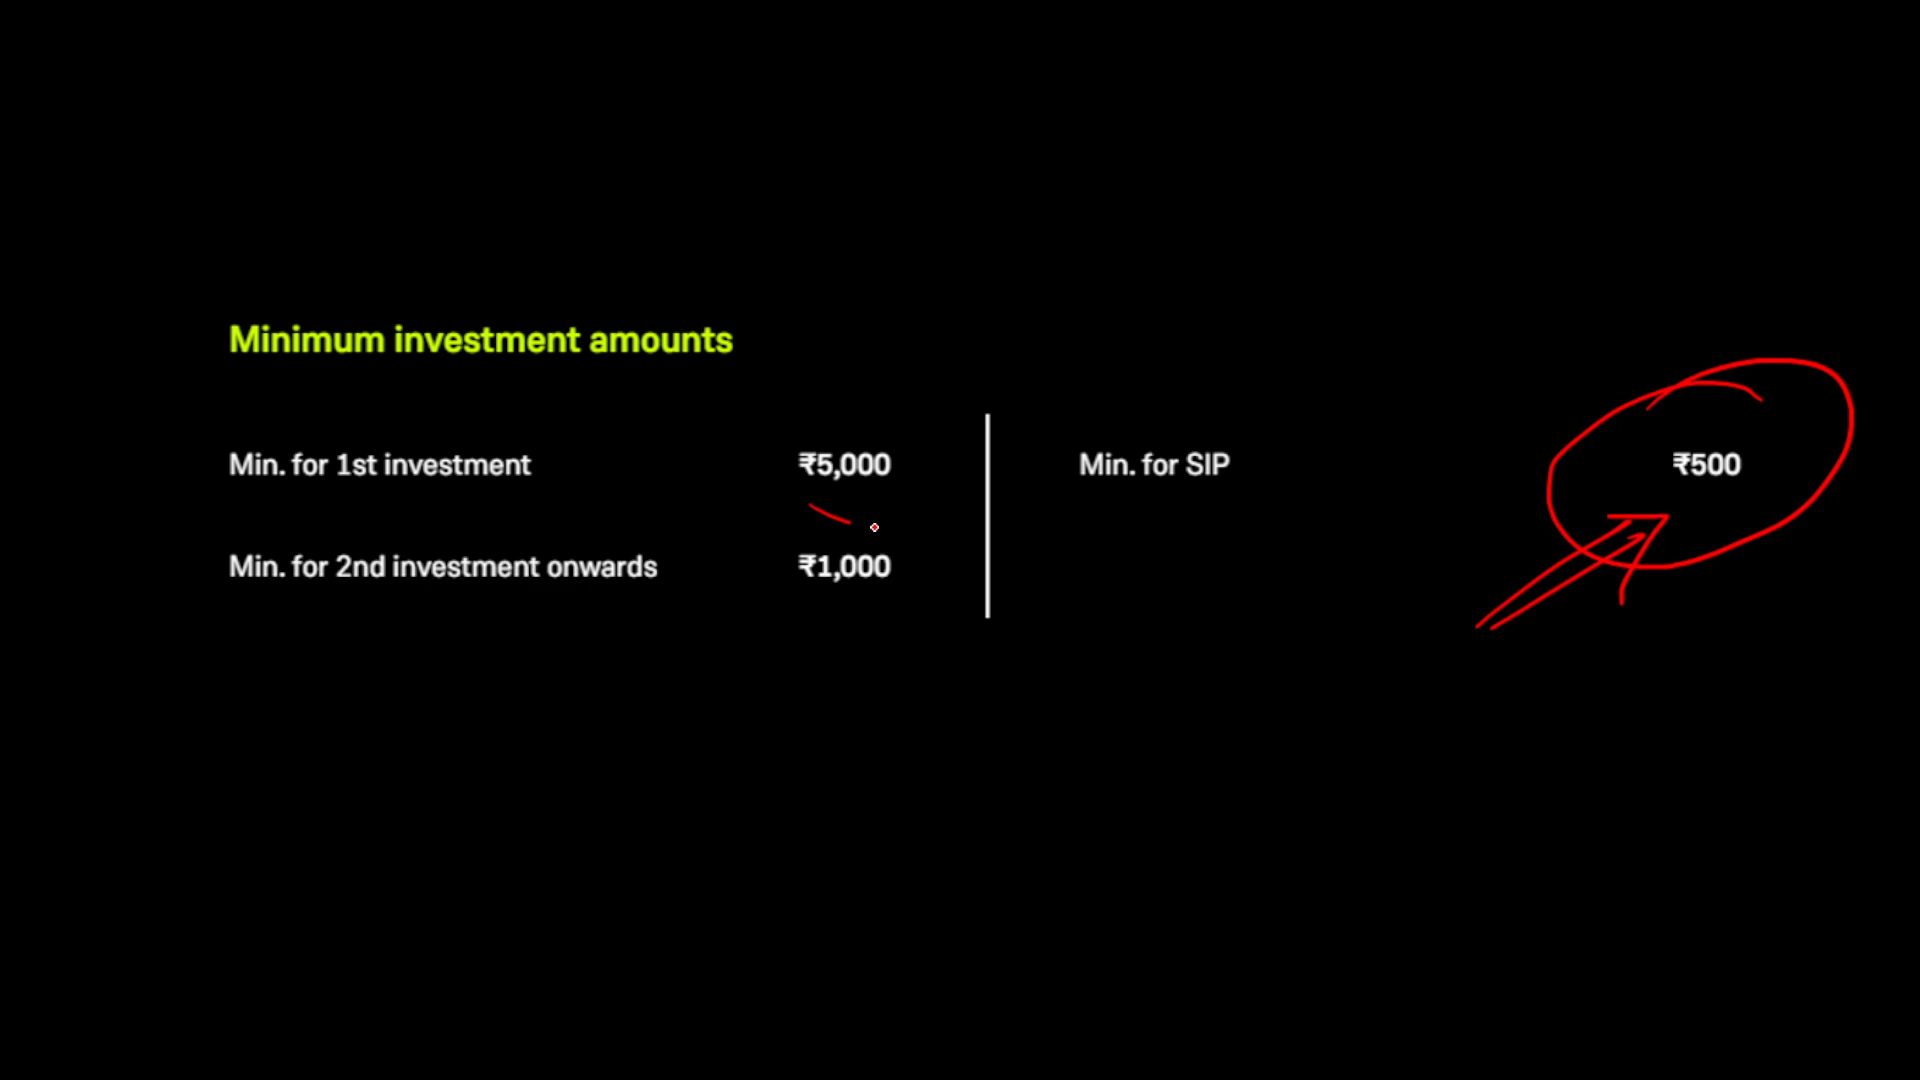 Minimum investment amounts
Min. for 1st investment ₹5,000
Min. for 2nd investment onwards ₹1,000
Min. for SIP ₹500